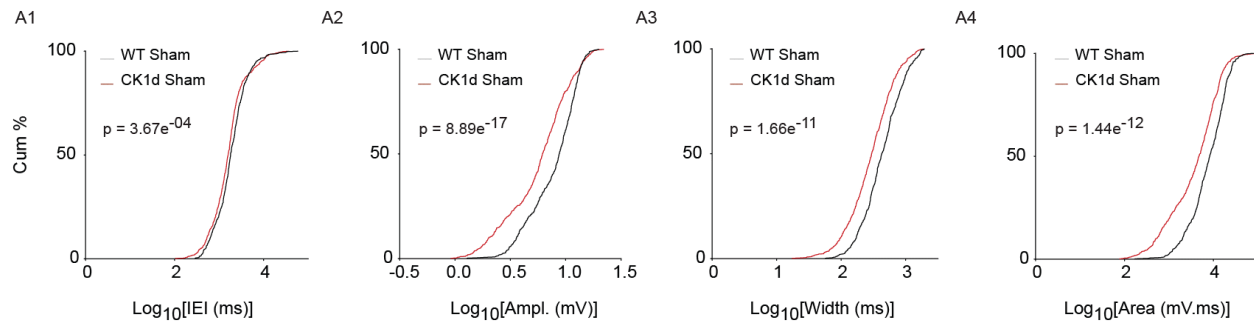 A1
100
WT Sham
CK1d Sham
p = 3.67e-04
Cum %
50
0
0
2
4
Log10[IEI (ms)]
A2
100
WT Sham
CK1d Sham
p = 8.89e-17
50
0
-0.5
0.0
0.5
1.0
1.5
Log10[Ampl. (mV)]
A3
100
WT Sham
CK1d Sham
p = 1.66e-11
50
0
0
1
2
3
Log10[Width (ms)]
A4
100
WT Sham
CK1d Sham
p = 1.44e-12
50
0
0
2
4
Log10[Area (mV.ms)]